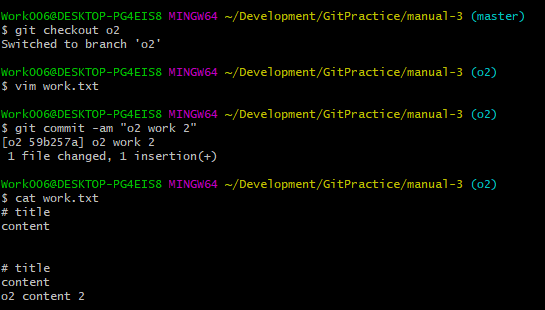 Work006@DESKTOP-PG4EIS8 MINGW64 ~/Development/GitPractice/manual-3 (master)
$ git checkout o2
Switched to branch 'o2'
Work006@DESKTOP-PG4EIS8 MINGW64 ~/Development/GitPractice/manual-3 (o2)
$ vim work.txt
Work006@DESKTOP-PG4EIS8 MINGW64 ~/Development/GitPractice/manual-3 (o2)
$ git commit -am "o2 work 2"
[o2 59b257a] o2 work 2
 1 file changed, 1 insertion(+)
Work006@DESKTOP-PG4EIS8 MINGW64 ~/Development/GitPractice/manual-3 (o2)
$ cat work.txt
# title
content
# title
content
o2 content 2